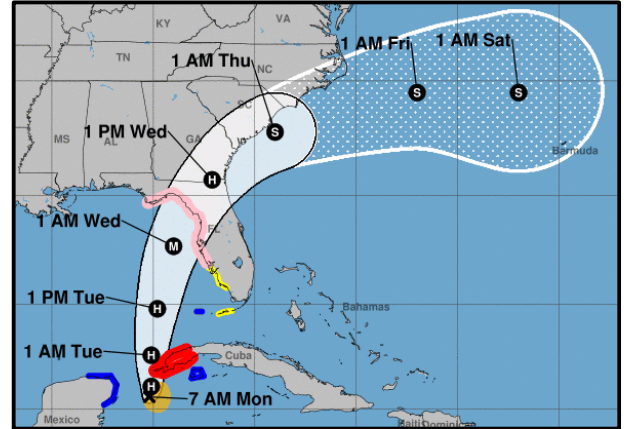 KY
VA
TN
1 AM Fri
1 AM Sat
1 AM Thu
NC
S
S
SC
S
MS
AL
1 PM Wed
GA
Bermuda
H
1 AM Wed
FL
M
1 PM Tue
H
Bahamas
1 AM Tue
H
Cuba
H
7 AM Mon
Mexico
Haiti
Dominican